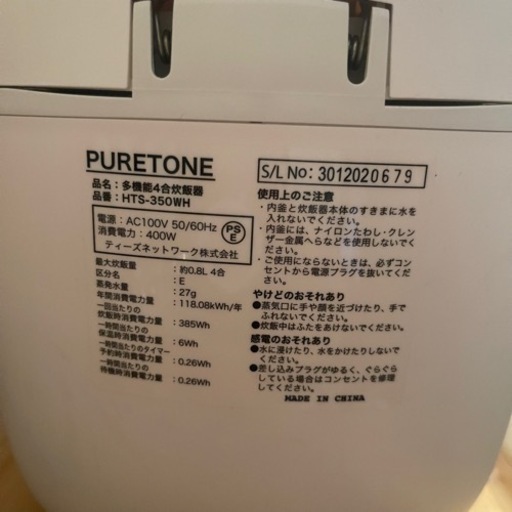 PURETONE
品名：多機能4合炊飯器
品番：HTS-350WH
電源：AC100V 50/60Hz
消費電力：400W
ティーズネットワーク株式会社
PS
E
最大炊飯量：約0.8L 4合
区分名：E
蒸発水量：27g
年間消費電力量：118.08kWh/年
一回当たりの
炊飯時消費電力量：385Wh
一時間当たりの
保温時消費電力量：6Wh
一時間当たりのタイマー
予約時消費電力量：0.26Wh
一時間当たりの
待機時消費電力量：0.26Wh
S/L No: 3012020679
使用上のご注意
・内釜と炊飯器本体のすきまに水を
入れないでください。
・内釜には、ナイロンたわし・クレン
ザー金属へらなどを使用しないでく
ださい。
・ご使用にならないときは、必ずコン
セントから電源プラグを抜いてくだ
さい。
やけどのおそれあり
●蒸気口に手や顔を近づけたり、手で
ふれないでください。
●炊飯中はふたをあけないでください。
感電のおそれあり
●水に浸けたり、水をかけたりしないで
ください。
●差し込みプラグがゆるく、ぐらぐら
している場合はコンセントを修理
してください。
MADE IN CHINA